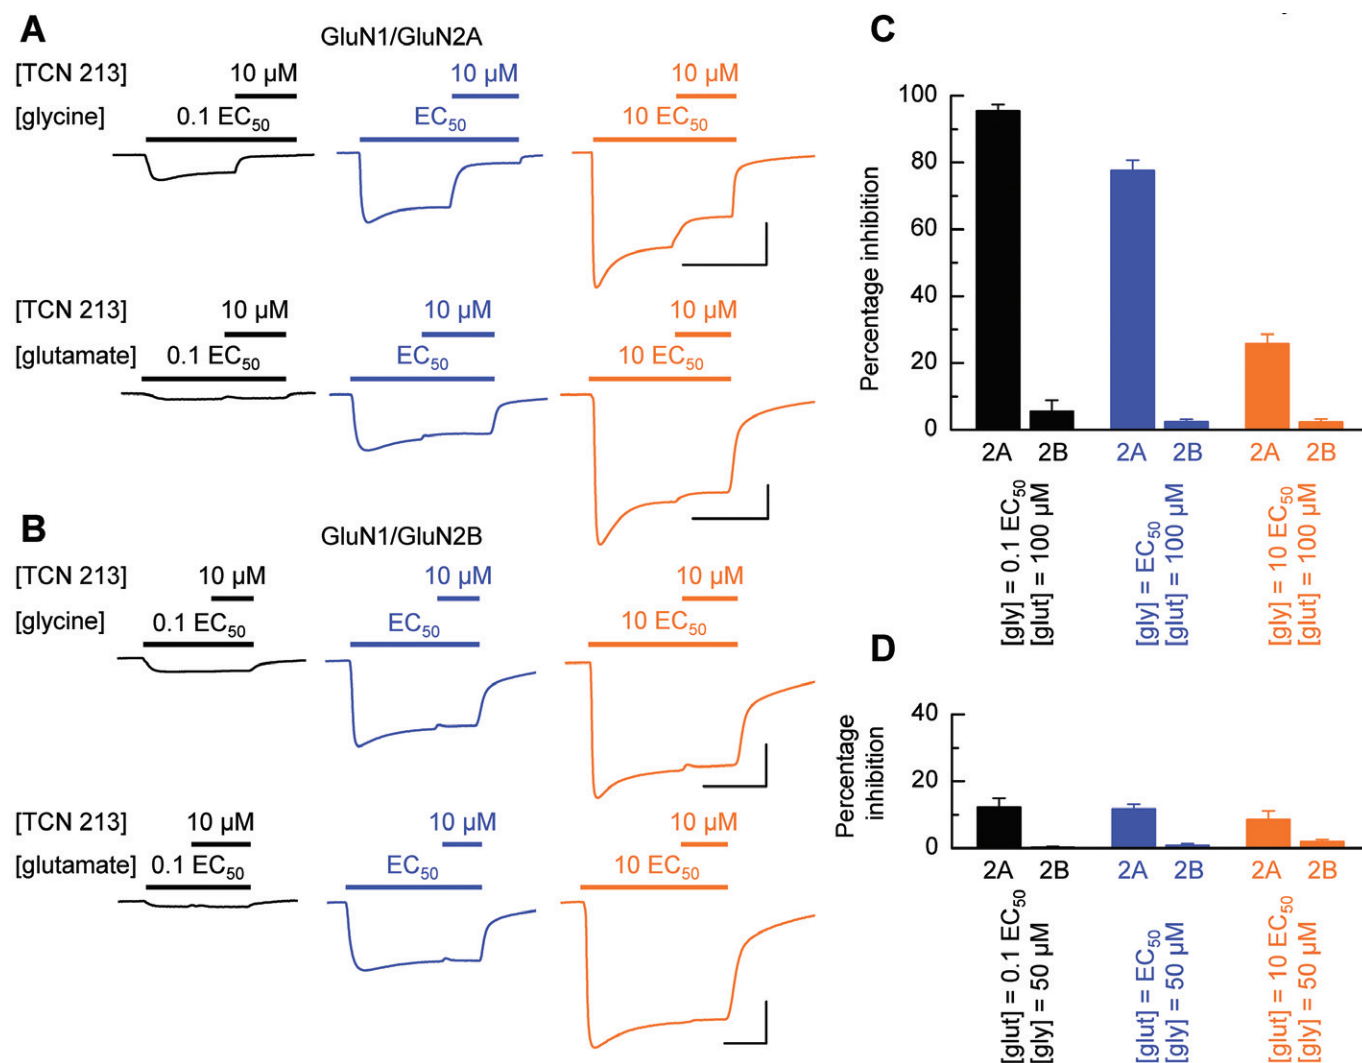 A
GluN1/GluN2A
[TCN 213] 10 µM 10 µM 10 µM
[glycine] 0.1 EC50 EC50 10 EC50
[TCN 213] 10 µM 10 µM 10 µM
[glutamate] 0.1 EC50 EC50 10 EC50
B
GluN1/GluN2B
[TCN 213] 10 µM 10 µM 10 µM
[glycine] 0.1 EC50 EC50 10 EC50
[TCN 213] 10 µM 10 µM 10 µM
[glutamate] 0.1 EC50 EC50 10 EC50
C
Percentage inhibition
100
80
60
40
20
0
2A 2B 2A 2B 2A 2B
[gly] = 0.1 EC50
[glut] = 100 µM
[gly] = EC50
[glut] = 100 µM
[gly] = 10 EC50
[glut] = 100 µM
D
Percentage
inhibition
40
20
0
2A 2B 2A 2B 2A 2B
[glut] = 0.1 EC50
[gly] = 50 µM
[glut] = EC50
[gly] = 50 µM
[glut] = 10 EC50
[gly] = 50 µM